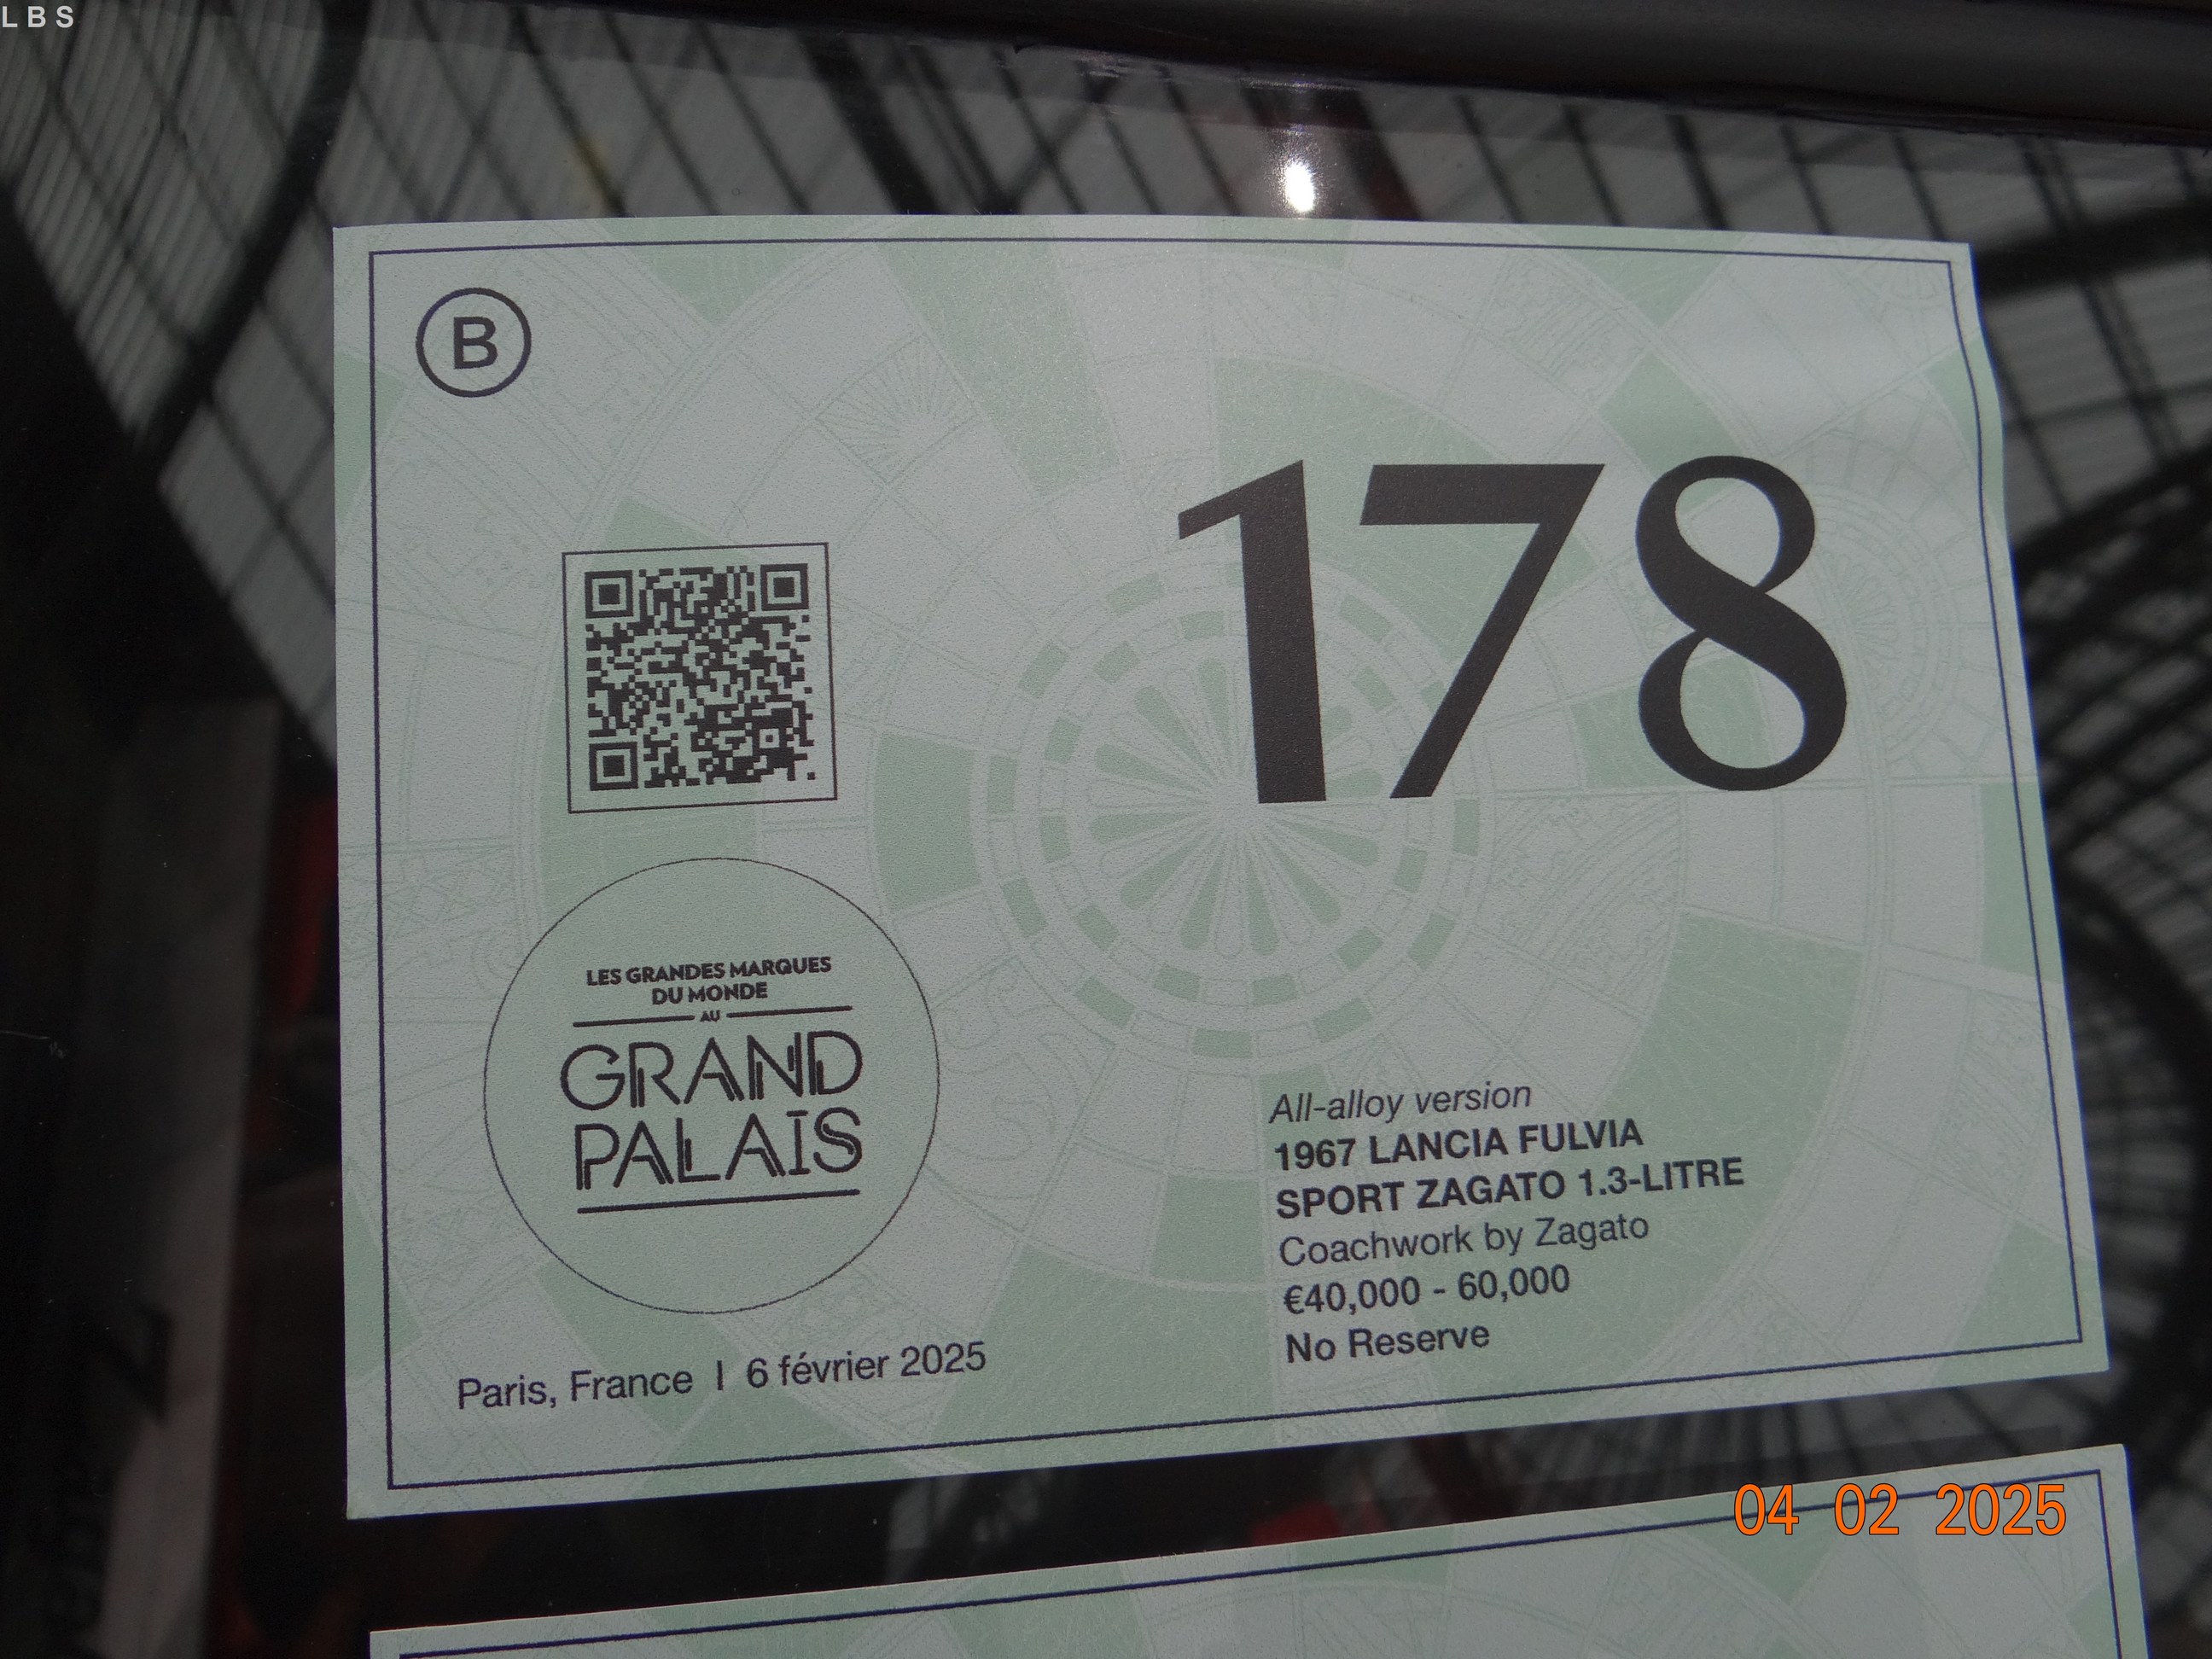 LBS
B
178
LES GRANDES MARQUES
DU MONDE
AU
GRAND
PALAIS
All-alloy version
1967 LANCIA FULVIA
SPORT ZAGATO 1.3-LITRE
Coachwork by Zagato
€40,000 - 60,000
No Reserve
Paris, France | 6 février 2025
04 02 2025